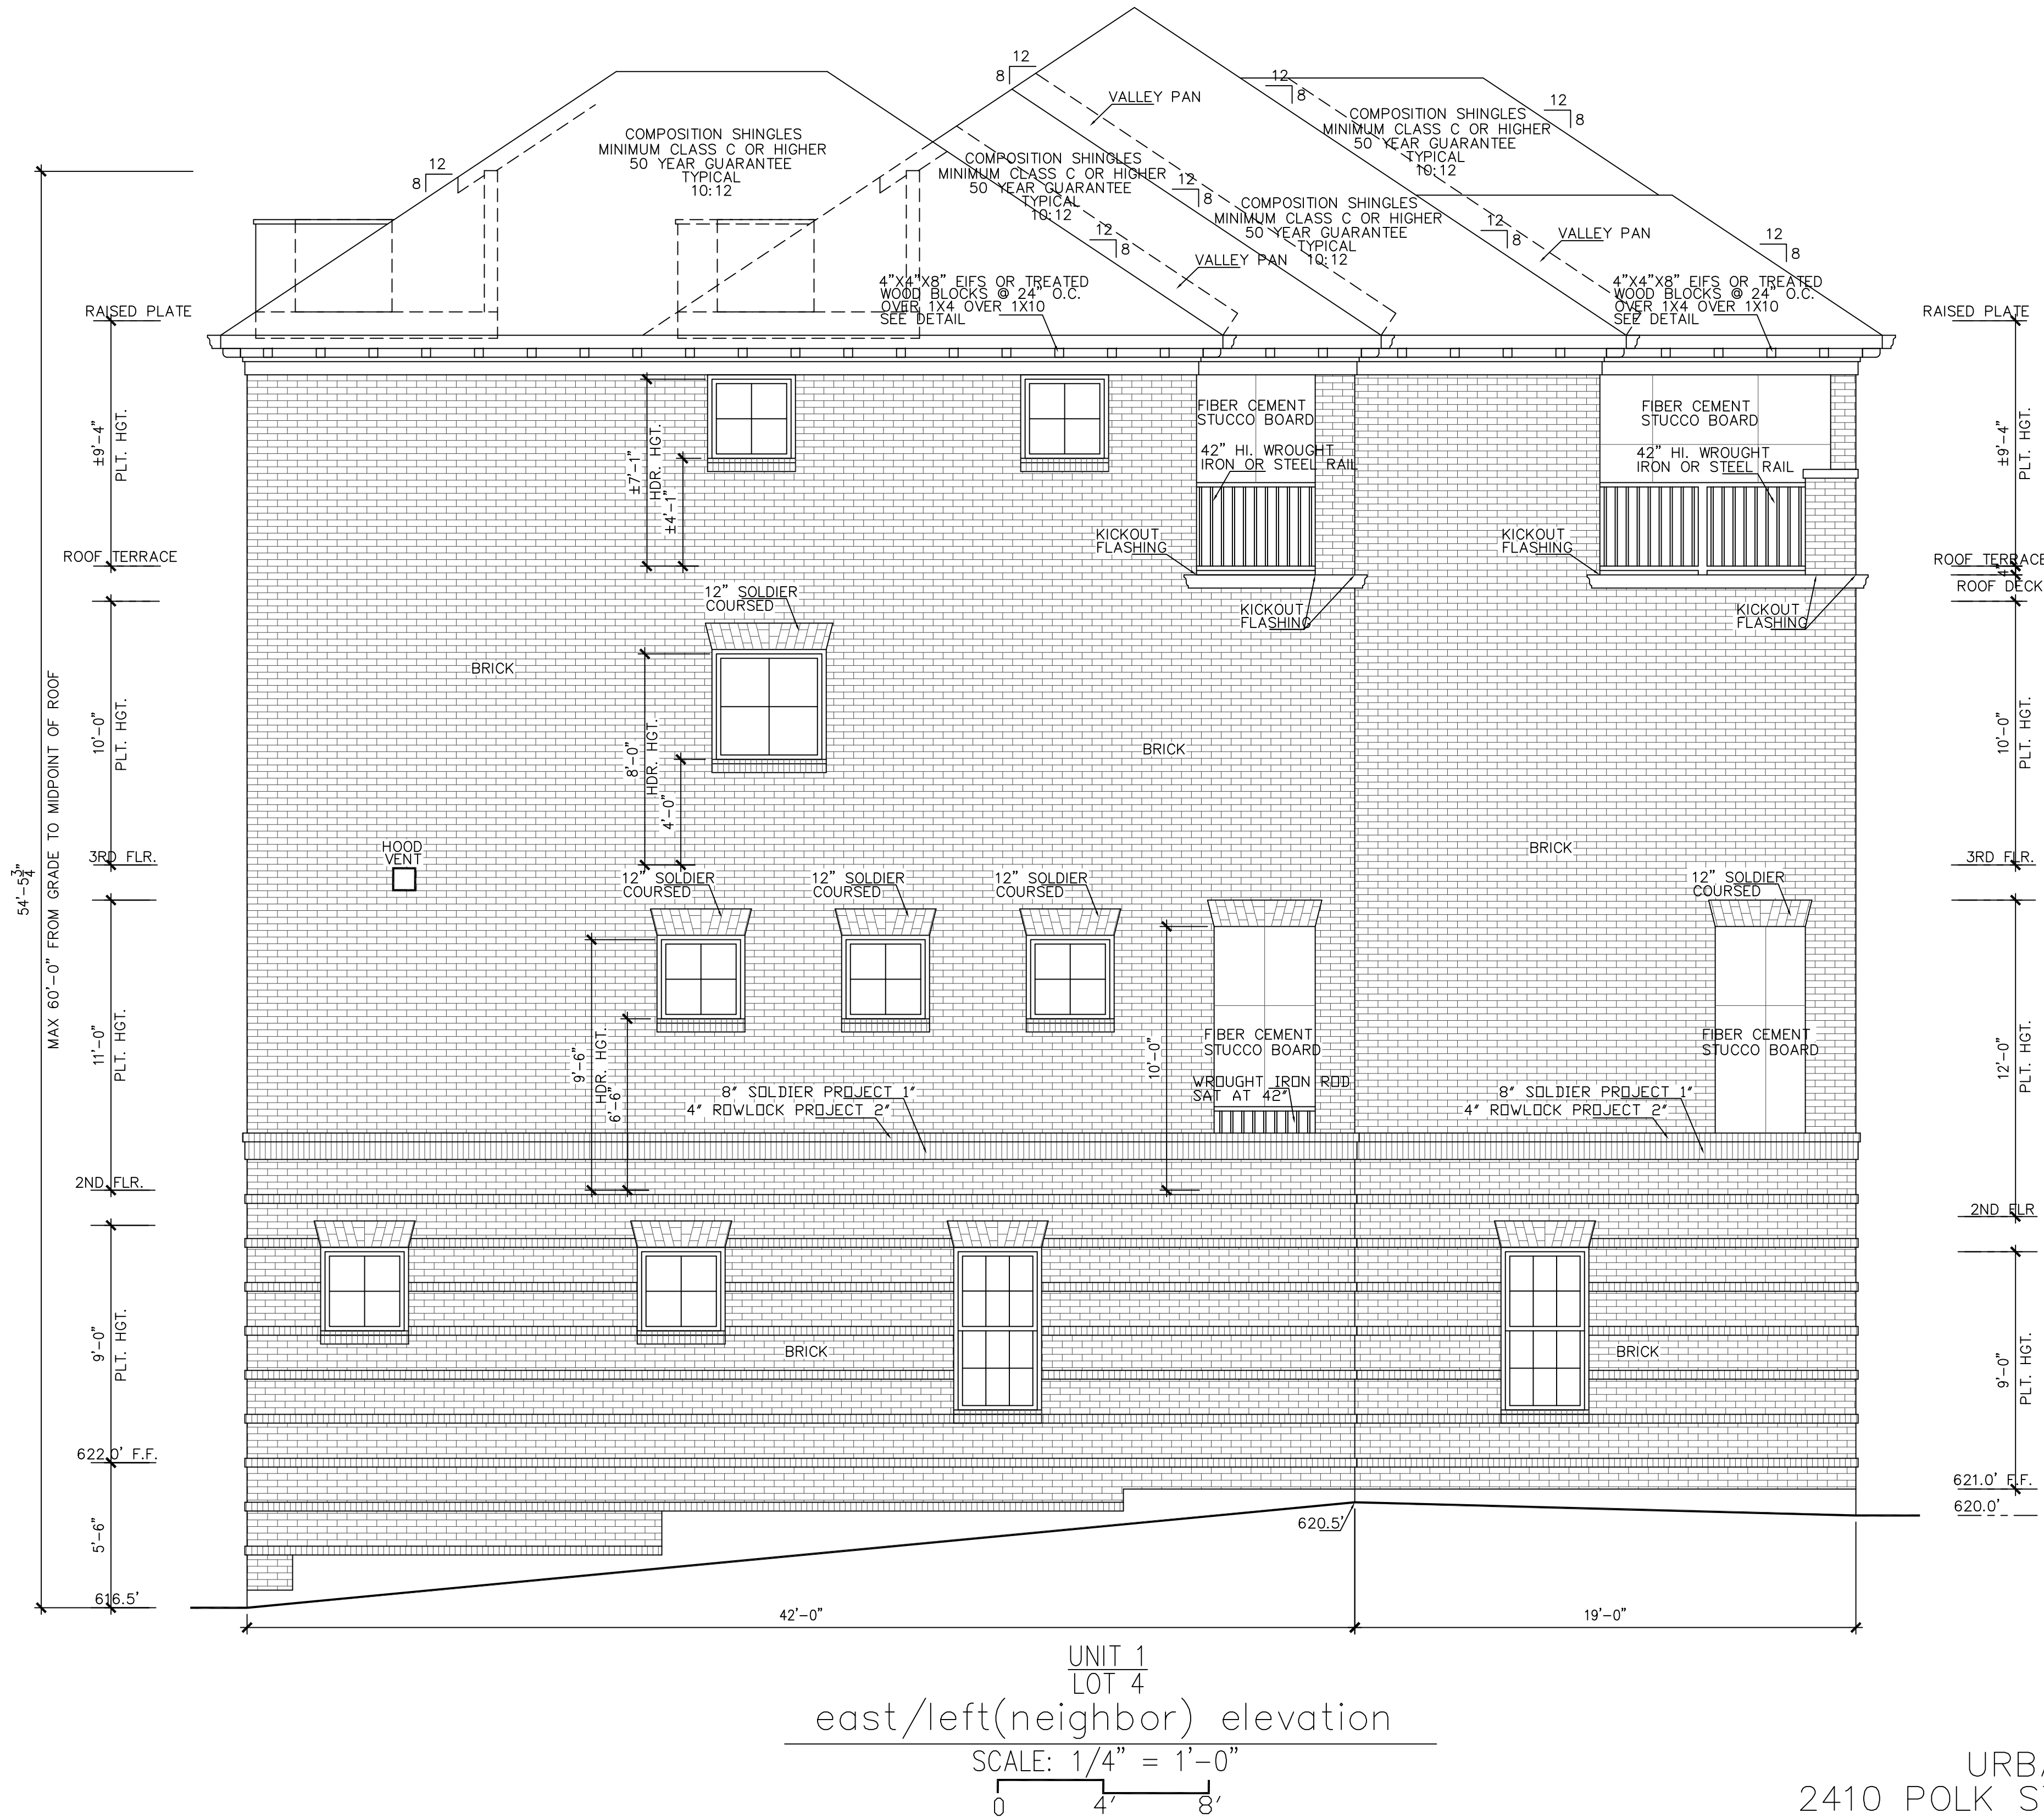 12
8
VALLEY PAN
12
8
12
8
COMPOSITION SHINGLES
MINIMUM CLASS C OR HIGHER
50 YEAR GUARANTEE
TYPICAL
10:12
COMPOSITION SHINGLES
MINIMUM CLASS C OR HIGHER
50 YEAR GUARANTEE
TYPICAL
10:12
12
8
COMPOSITION SHINGLES
MINIMUM CLASS C OR HIGHER
50 YEAR GUARANTEE
TYPICAL
10:12
12
8
COMPOSITION SHINGLES
MINIMUM CLASS C OR HIGHER
50 YEAR GUARANTEE
TYPICAL
10:12
12
8
VALLEY PAN
12
8
12
8
VALLEY PAN
4"X4"X8" EIFS OR TREATED
WOOD BLOCKS @ 24" O.C.
OVER 1X4 OVER 1X10
SEE DETAIL
4"X4"X8" EIFS OR TREATED
WOOD BLOCKS @ 24" O.C.
OVER 1X4 OVER 1X10
SEE DETAIL
RAISED PLATE
RAISED PLATE
±9'-4"
PLT. HGT.
±7'-1"
HDR. HGT.
±4'-1"
FIBER CEMENT
STUCCO BOARD
42" HI. WROUGHT
IRON OR STEEL RAIL
FIBER CEMENT
STUCCO BOARD
42" HI. WROUGHT
IRON OR STEEL RAIL
±9'-4"
PLT. HGT.
KICKOUT
FLASHING
KICKOUT
FLASHING
ROOF TERRACE
ROOF TERRACE
4"
ROOF DECK
12" SOLDIER
COURSED
KICKOUT
FLASHING
KICKOUT
FLASHING
BRICK
BRICK
54'-5¾"
MAX 60'-0" FROM GRADE TO MIDPOINT OF ROOF
10'-0"
PLT. HGT.
8'-0"
HDR. HGT.
4'-0"
10'-0"
PLT. HGT.
HOOD
VENT
BRICK
3RD FLR.
3RD FLR.
12" SOLDIER
COURSED
12" SOLDIER
COURSED
12" SOLDIER
COURSED
12" SOLDIER
COURSED
11'-0"
PLT. HGT.
9'-6"
HDR. HGT.
6'-6"
10'-0"
FIBER CEMENT
STUCCO BOARD
WROUGHT IRON ROD
SAT AT 42"
FIBER CEMENT
STUCCO BOARD
12'-0"
PLT. HGT.
8" SOLDIER PROJECT 1"
4" ROWLOCK PROJECT 2"
8" SOLDIER PROJECT 1"
4" ROWLOCK PROJECT 2"
2ND FLR.
2ND FLR
9'-0"
PLT. HGT.
BRICK
BRICK
9'-0"
PLT. HGT.
622.0' F.F.
621.0' F.F.
620.0'
620.5'
5'-6"
616.5'
42'-0"
19'-0"
UNIT 1
LOT 4
east/left(neighbor) elevation
SCALE: 1/4" = 1'-0"
0 4' 8'
URBA
2410 POLK S